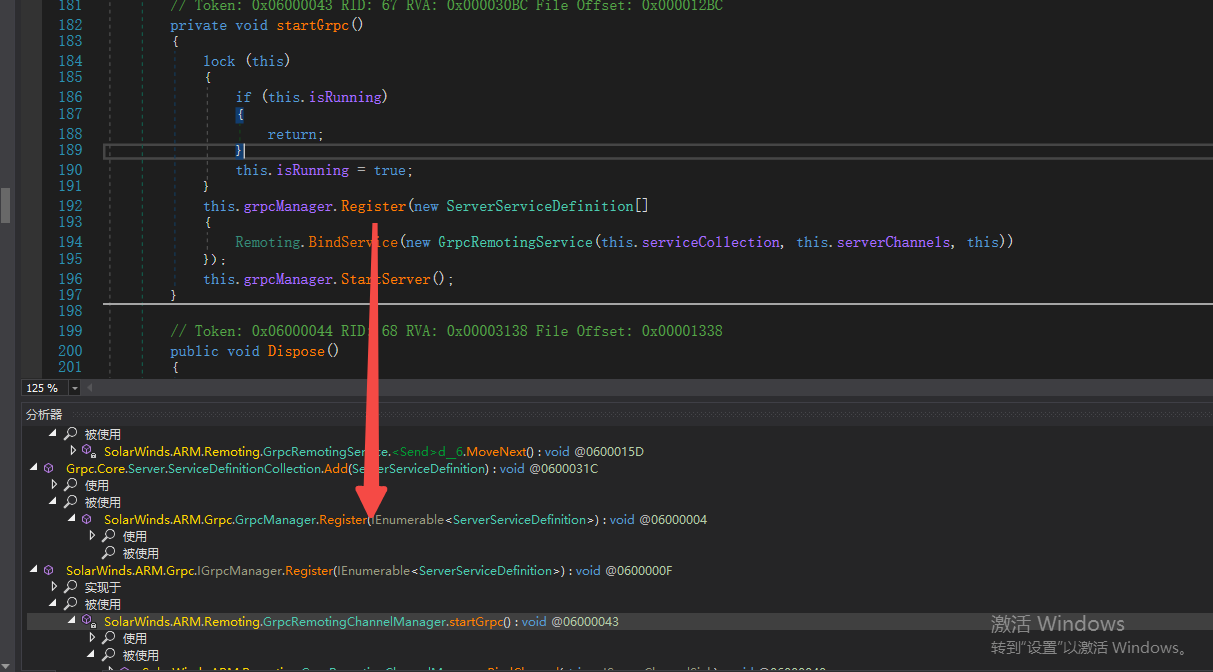 181 // Token: 0x06000043 RID: 67 RVA: 0x000030BC File Offset: 0x000012BC
182 private void startGrpc()
183 {
184 lock (this)
185 {
186 if (this.isRunning)
187 {
188 return;
189 }
190 this.isRunning = true;
191 }
192 this.grpcManager.Register(new ServerServiceDefinition[]
193 {
194 Remoting.BindService(new GrpcRemotingService(this.serviceCollection, this.serverChannels, this))
195 });
196 this.grpcManager.StartServer();
197 }
198
199 // Token: 0x06000044 RID: 68 RVA: 0x00003138 File Offset: 0x00001338
200 public void Dispose()
201 {
125 %
分析器
被使用
SolarWinds.ARM.Remoting.GrpcRemotingService.<Send>d__6.MoveNext() : void @0600015D
Grpc.Core.Server.ServiceDefinitionCollection.Add(ServerServiceDefinition) : void @0600031C
使用
被使用
SolarWinds.ARM.Grpc.GrpcManager.Register(IEnumerable<ServerServiceDefinition>) : void @06000004
使用
被使用
SolarWinds.ARM.Grpc.IGrpcManager.Register(IEnumerable<ServerServiceDefinition>) : void @0600000F
实现于
被使用
SolarWinds.ARM.Remoting.GrpcRemotingChannelManager.startGrpc() : void @06000043
使用
被使用
激活 Windows
转到"设置"以激活 Windows。